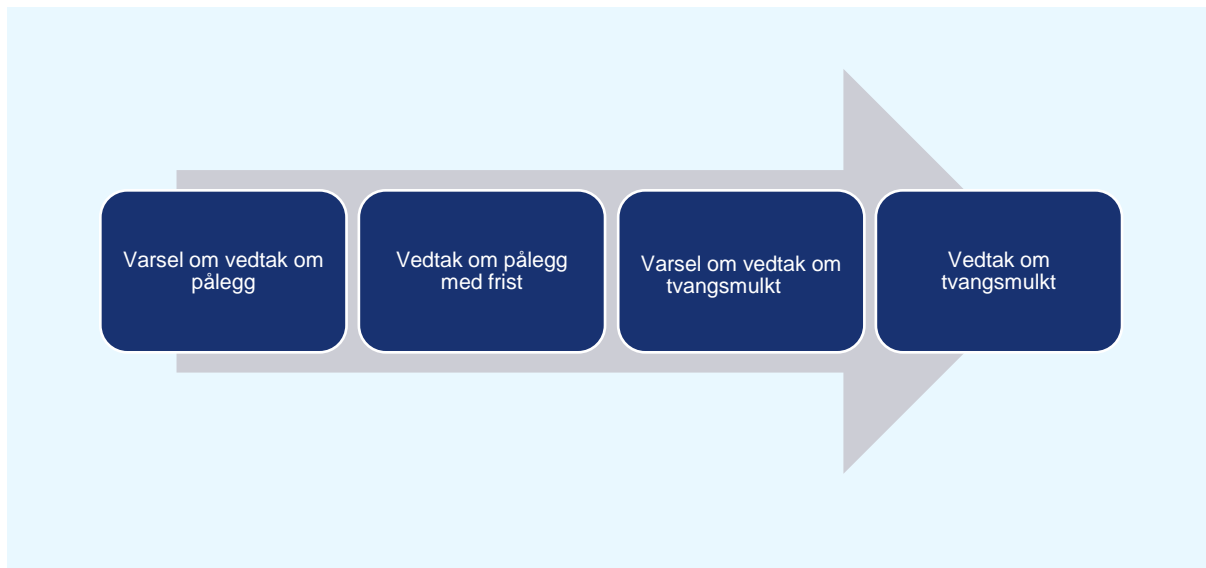 Varsel om vedtak om
pålegg
Vedtak om pålegg
med frist
Varsel om vedtak om
tvangsmulkt
Vedtak om
tvangsmulkt